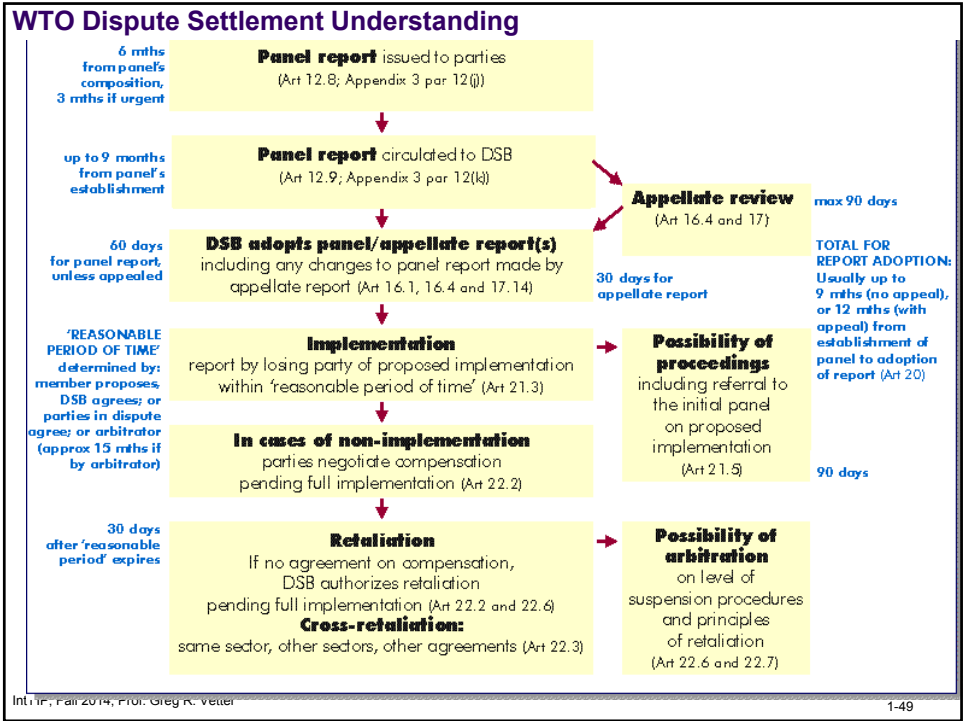 WTO Dispute Settlement Understanding
6 mths
from panel's
composition,
3 mths if urgent
Panel report issued to parties
(Art 12.8; Appendix 3 par 12(j))
up to 9 months
from panel's
establishment
Panel report circulated to DSB
(Art 12.9; Appendix 3 par 12(k))
Appellate review
(Art 16.4 and 17)
max 90 days
60 days
for panel report,
unless appealed
DSB adopts panel/appellate report(s)
including any changes to panel report made by
appellate report (Art 16.1, 16.4 and 17.14)
30 days for
appellate report
TOTAL FOR
REPORT ADOPTION:
Usually up to
9 mths (no appeal),
or 12 mths (with
appeal) from
establishment of
panel to adoption
of report (Art 20)
'REASONABLE
PERIOD OF TIME'
determined by:
member proposes,
DSB agrees; or
parties in dispute
agree; or arbitrator
(approx 15 mths if
by arbitrator)
Implementation
report by losing party of proposed implementation
within 'reasonable period of time' (Art 21.3)
Possibility of
proceedings
including referral to
the initial panel
on proposed
implementation
(Art 21.5)
90 days
In cases of non-implementation
parties negotiate compensation
pending full implementation (Art 22.2)
30 days
after 'reasonable
period' expires
Retaliation
If no agreement on compensation,
DSB authorizes retaliation
pending full implementation (Art 22.2 and 22.6)
Cross-retaliation:
same sector, other sectors, other agreements (Art 22.3)
Possibility of
arbitration
on level of
suspension procedures
and principles
of retaliation
(Art 22.6 and 22.7)
Int'l IP, Fall 2014, Prof. Greg R. Vetter
1-49